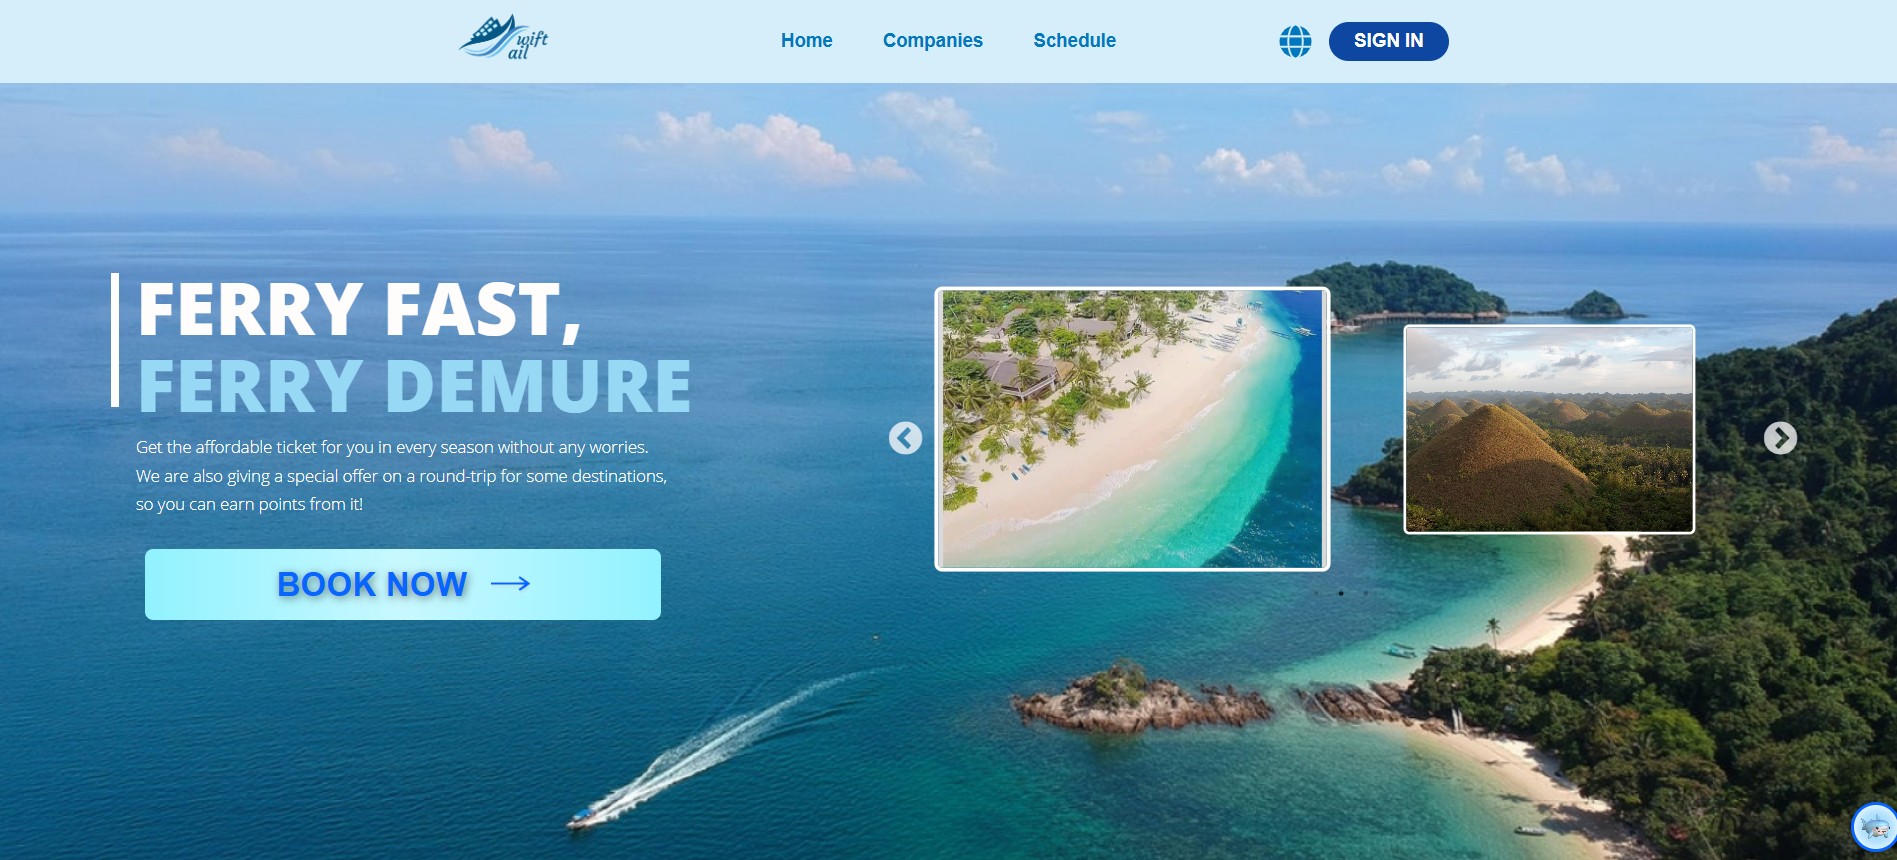 wift
ail
Home
Companies
Schedule
SIGN IN
FERRY FAST,
FERRY DEMURE
Get the affordable ticket for you in every season without any worries.
We are also giving a special offer on a round-trip for some destinations,
so you can earn points from it!
BOOK NOW